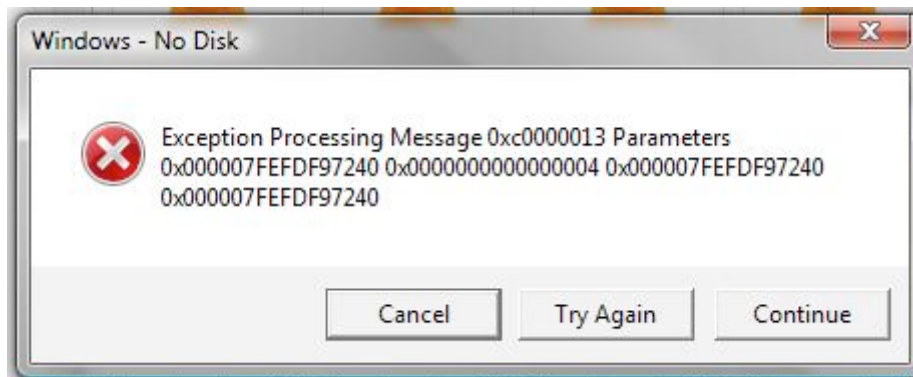 Windows - No Disk
X
Exception Processing Message 0xc0000013 Parameters
0x000007FEFDF97240 0x0000000000000004 0x000007FEFDF97240
0x000007FEFDF97240
Cancel
Try Again
Continue